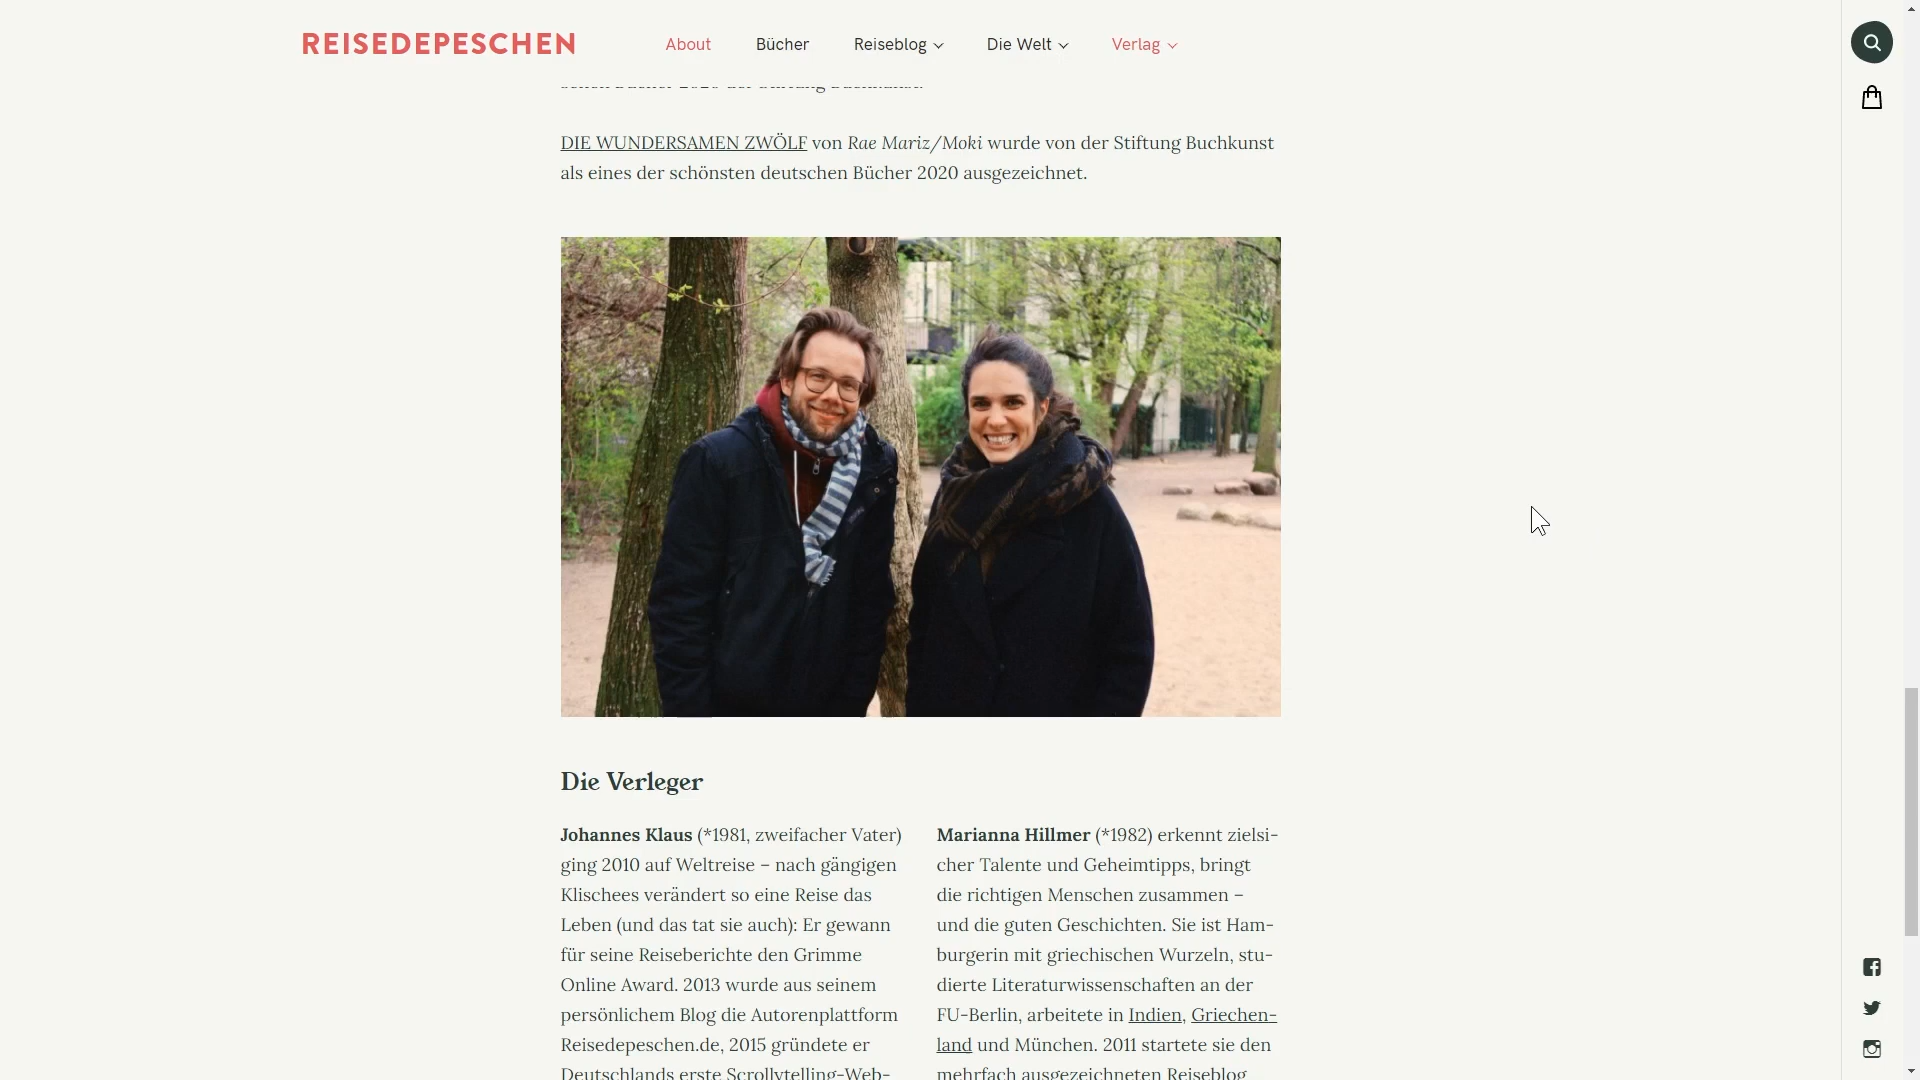 REISEDEPESCHEN
About
Bücher
Reiseblog
Die Welt
Verlag
DIE WUNDERSAMEN ZWÖLF von Rae Mariz/Moki wurde von der Stiftung Buchkunst
als eines der schönsten deutschen Bücher 2020 ausgezeichnet.
Die Verleger
Johannes Klaus (*1981, zweifacher Vater)
ging 2010 auf Weltreise – nach gängigen
Klischees verändert so eine Reise das
Leben (und das tat sie auch): Er gewann
für seine Reiseberichte den Grimme
Online Award. 2013 wurde aus seinem
persönlichem Blog die Autorenplattform
Reisedepeschen.de, 2015 gründete er
Deutschlands erste Scrollytelling-Web-
Marianna Hillmer (*1982) erkennt zielsi-
cher Talente und Geheimtipps, bringt
die richtigen Menschen zusammen –
und die guten Geschichten. Sie ist Ham-
burgerin mit griechischen Wurzeln, stu-
dierte Literaturwissenschaften an der
FU-Berlin, arbeitete in Indien, Griechen-
land und München. 2011 startete sie den
mehrfach ausgezeichneten Reiseblog